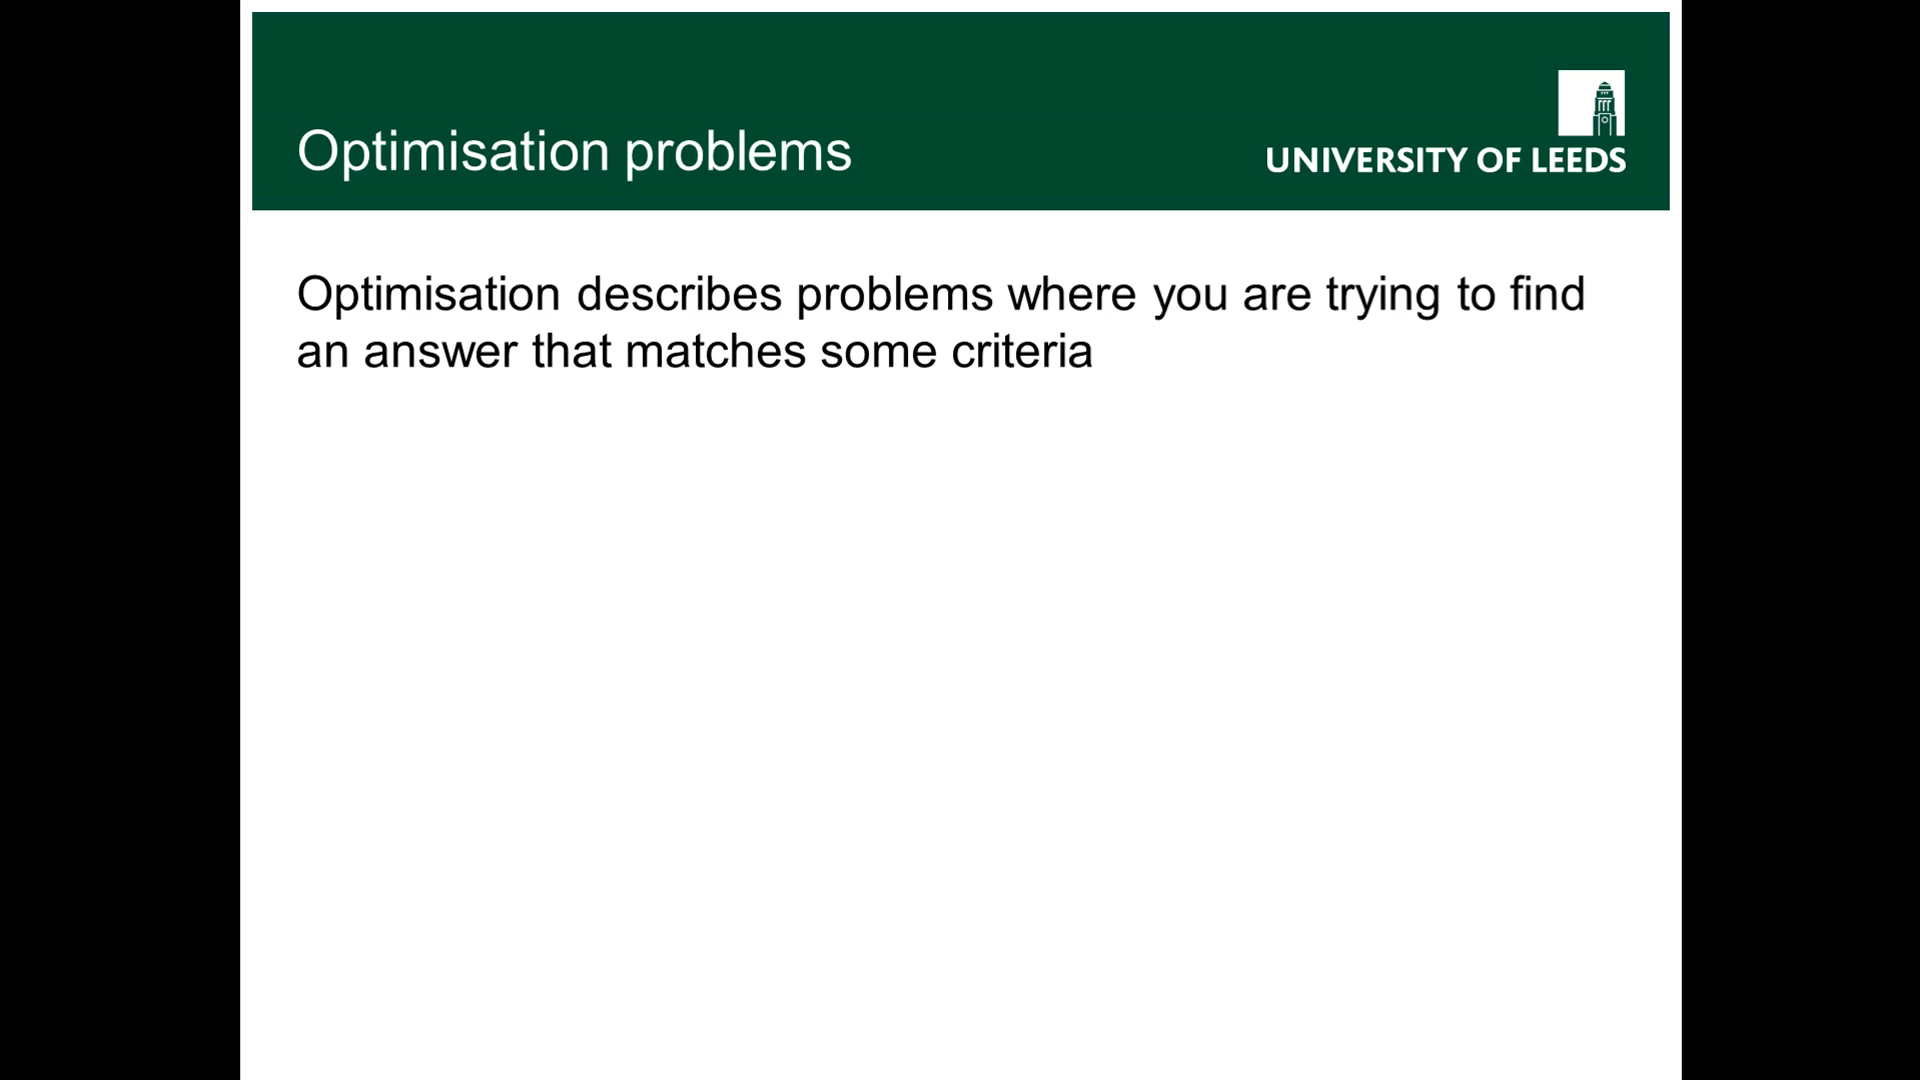 Optimisation problems
UNIVERSITY OF LEEDS
Optimisation describes problems where you are trying to find
an answer that matches some criteria